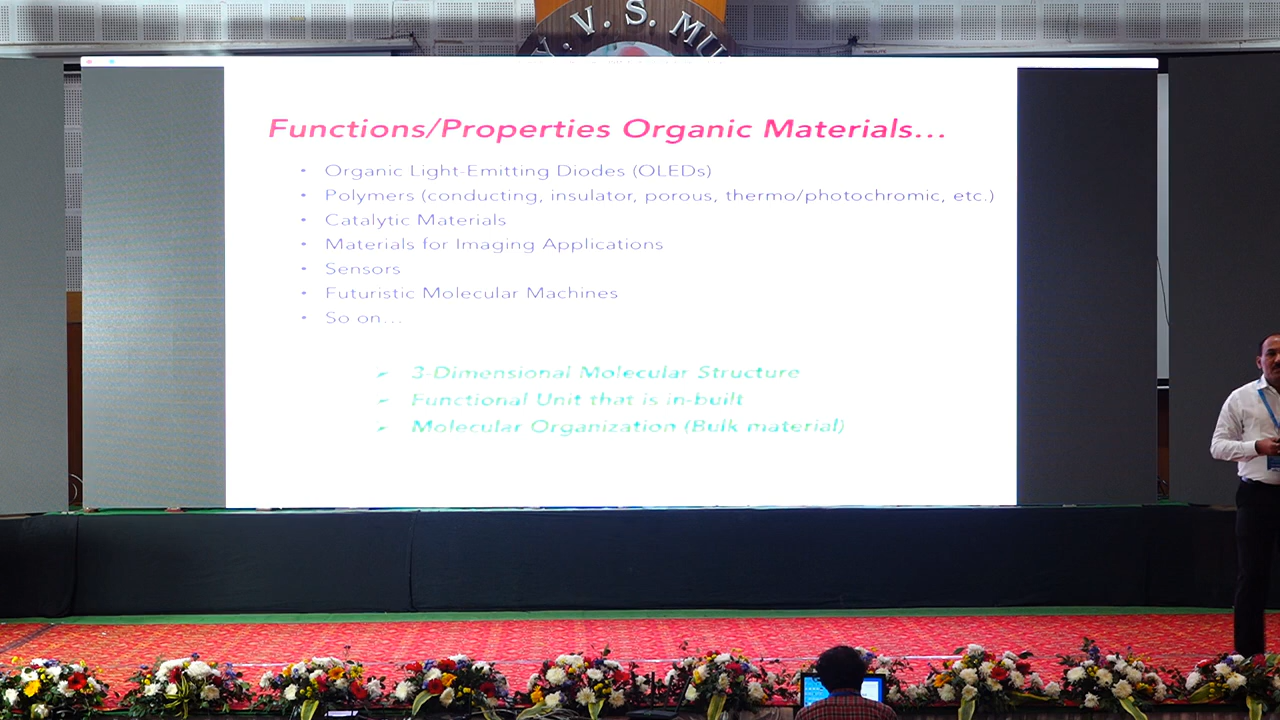 Y. V. S. MU
Functions/Properties Organic Materials...
• Organic Light-Emitting Diodes (OLEDs)
• Polymers (conducting, insulator, porous, thermo/photochromic, etc.)
• Catalytic Materials
• Materials for Imaging Applications
• Sensors
• Futuristic Molecular Machines
• So on...
➢ 3-Dimensional Molecular Structure
➢ Functional Unit that is in-built
➢ Molecular Organization (Bulk material)